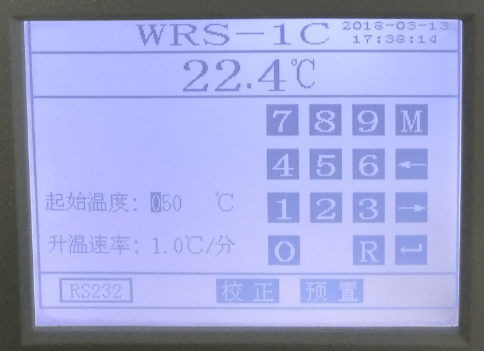 WRS-1C 2018-03-13
17:38:14
22.4℃
7 8 9 M
4 5 6 ←
起始温度: 050 ℃ 1 2 3 →
升温速率: 1.0℃/分 0 R ↵
RS232 校正 预置